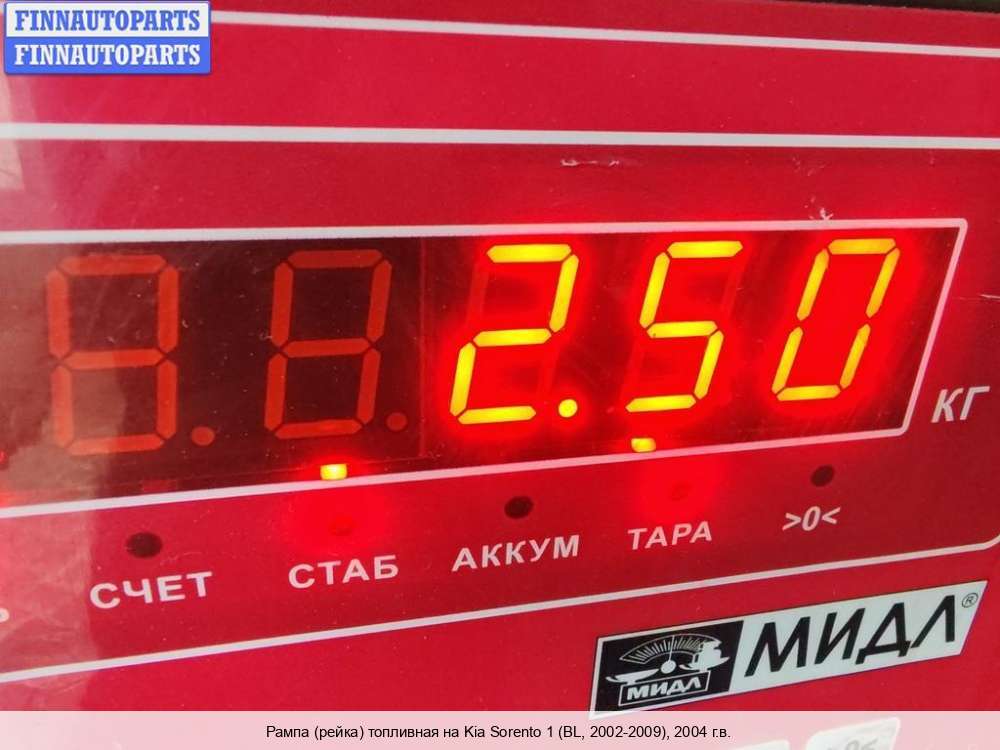 FINNAUTOPARTS
FINNAUTOPARTS
2.50
КГ
СЧЕТ СТАБ АККУМ ТАРА >0<
МИДЛ МИДЛ®
Рампа (рейка) топливная на Kia Sorento 1 (BL, 2002-2009), 2004 г.в.